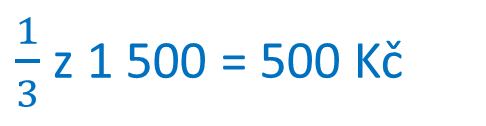 1/3 z 1 500 = 500 Kč